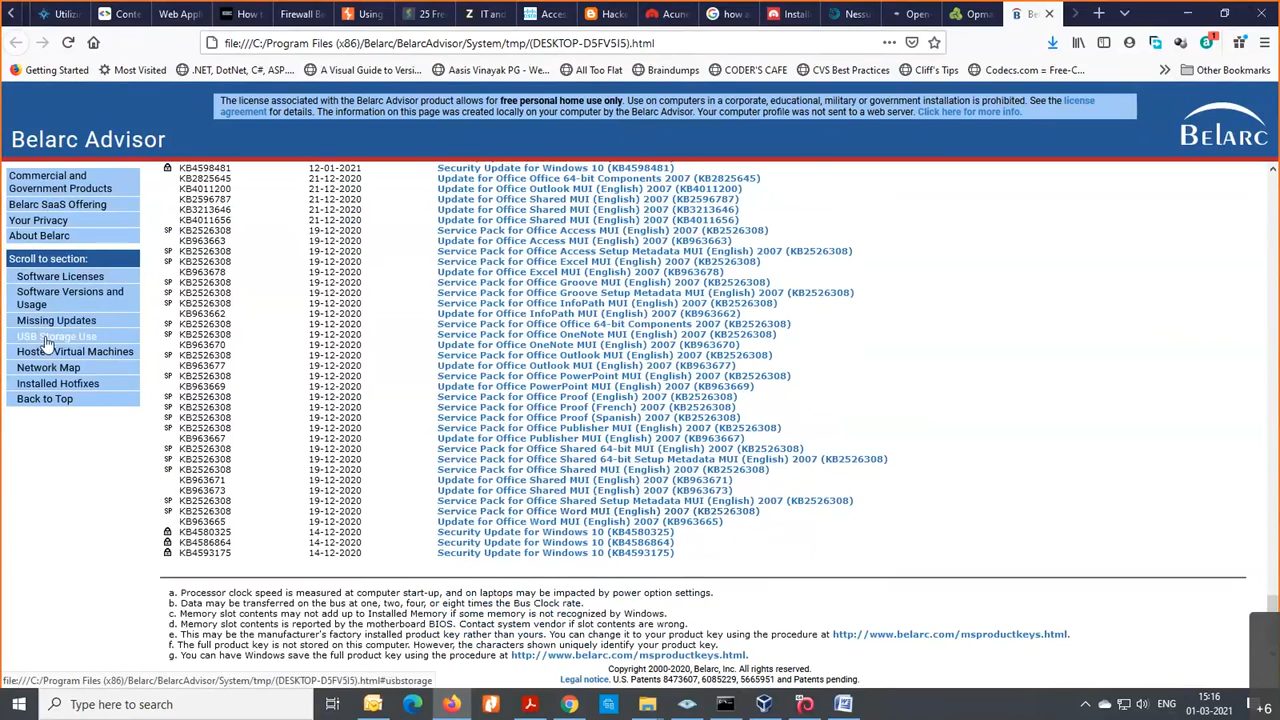 Utiliz
Conte
Web Appl
How t
Firewall B
Using
25 Free
IT and
Access
Hacke
Acune
how a
Install
Nessu
Open
Opma
Be
file:///C:/Program Files (x86)/Belarc/BelarcAdvisor/System/tmp/(DESKTOP-D5FV5I5).html
Getting Started
Most Visited
.NET, DotNet, C#, ASP....
A Visual Guide to Versi...
Aasis Vinayak PG - We...
All Too Flat
Braindumps
CODER'S CAFE
CVS Best Practices
Cliff's Tips
Codecs.com = Free-C...
Other Bookmarks
The license associated with the Belarc Advisor product allows for free personal home use only. Use on computers in a corporate, educational, military or government installation is prohibited. See the license
agreement for details. The information on this page was created locally on your computer by the Belarc Advisor. Your computer profile was not sent to a web server. Click here for more info.
Belarc Advisor
BELARC
Commercial and
Government Products
Belarc SaaS Offering
Your Privacy
About Belarc
Scroll to section:
Software Licenses
Software Versions and
Usage
Missing Updates
USB Storage Use
Hosted Virtual Machines
Network Map
Installed Hotfixes
Back to Top
KB4598481 12-01-2021 Security Update for Windows 10 (KB4598481)
KB2825645 21-12-2020 Update for Office Office 64-bit Components 2007 (KB2825645)
KB4011200 21-12-2020 Update for Office Outlook MUI (English) 2007 (KB4011200)
KB2596787 21-12-2020 Update for Office Shared MUI (English) 2007 (KB2596787)
KB3213646 21-12-2020 Update for Office Shared MUI (English) 2007 (KB3213646)
KB4011656 21-12-2020 Update for Office Shared MUI (English) 2007 (KB4011656)
SP KB2526308 19-12-2020 Service Pack for Office Access MUI (English) 2007 (KB2526308)
KB963663 19-12-2020 Update for Office Access MUI (English) 2007 (KB963663)
SP KB2526308 19-12-2020 Service Pack for Office Access Setup Metadata MUI (English) 2007 (KB2526308)
SP KB2526308 19-12-2020 Service Pack for Office Excel MUI (English) 2007 (KB2526308)
KB963678 19-12-2020 Update for Office Excel MUI (English) 2007 (KB963678)
SP KB2526308 19-12-2020 Service Pack for Office Groove MUI (English) 2007 (KB2526308)
SP KB2526308 19-12-2020 Service Pack for Office Groove Setup Metadata MUI (English) 2007 (KB2526308)
SP KB2526308 19-12-2020 Service Pack for Office InfoPath MUI (English) 2007 (KB2526308)
KB963662 19-12-2020 Update for Office InfoPath MUI (English) 2007 (KB963662)
SP KB2526308 19-12-2020 Service Pack for Office Office 64-bit Components 2007 (KB2526308)
SP KB2526308 19-12-2020 Service Pack for Office OneNote MUI (English) 2007 (KB2526308)
KB963670 19-12-2020 Update for Office OneNote MUI (English) 2007 (KB963670)
SP KB2526308 19-12-2020 Service Pack for Office Outlook MUI (English) 2007 (KB2526308)
KB963677 19-12-2020 Update for Office Outlook MUI (English) 2007 (KB963677)
SP KB2526308 19-12-2020 Service Pack for Office PowerPoint MUI (English) 2007 (KB2526308)
KB963669 19-12-2020 Update for Office PowerPoint MUI (English) 2007 (KB963669)
SP KB2526308 19-12-2020 Service Pack for Office Proof (English) 2007 (KB2526308)
SP KB2526308 19-12-2020 Service Pack for Office Proof (French) 2007 (KB2526308)
SP KB2526308 19-12-2020 Service Pack for Office Proof (Spanish) 2007 (KB2526308)
SP KB2526308 19-12-2020 Service Pack for Office Publisher MUI (English) 2007 (KB2526308)
KB963667 19-12-2020 Update for Office Publisher MUI (English) 2007 (KB963667)
SP KB2526308 19-12-2020 Service Pack for Office Shared 64-bit MUI (English) 2007 (KB2526308)
SP KB2526308 19-12-2020 Service Pack for Office Shared 64-bit Setup Metadata MUI (English) 2007 (KB2526308)
SP KB2526308 19-12-2020 Service Pack for Office Shared MUI (English) 2007 (KB2526308)
KB963671 19-12-2020 Update for Office Shared MUI (English) 2007 (KB963671)
KB963673 19-12-2020 Update for Office Shared MUI (English) 2007 (KB963673)
SP KB2526308 19-12-2020 Service Pack for Office Shared Setup Metadata MUI (English) 2007 (KB2526308)
SP KB2526308 19-12-2020 Service Pack for Office Word MUI (English) 2007 (KB2526308)
KB963665 19-12-2020 Update for Office Word MUI (English) 2007 (KB963665)
KB4580325 14-12-2020 Security Update for Windows 10 (KB4580325)
KB4586864 14-12-2020 Security Update for Windows 10 (KB4586864)
KB4593175 14-12-2020 Security Update for Windows 10 (KB4593175)
a. Processor clock speed is measured at computer start-up, and on laptops may be impacted by power option settings.
b. Data may be transferred on the bus at one, two, four, or eight times the Bus Clock rate.
c. Memory slot contents may not add up to Installed Memory if some memory is not recognized by Windows.
d. Memory slot contents is reported by the motherboard BIOS. Contact system vendor if slot contents are wrong.
e. This may be the manufacturer's factory installed product key rather than yours. You can change it to your product key using the procedure at http://www.belarc.com/msproductkeys.html.
f. The full product key is not stored on this computer. However, the characters shown uniquely identify your product key.
g. You can have Windows save the full product key using the procedure at http://www.belarc.com/msproductkeys.html.
Copyright 2000-2020, Belarc, Inc. All rights reserved.
Legal notice. U.S. Patents 8473607, 6085229, 5665951 and Patents pending.
file:///C:/Program Files (x86)/Belarc/BelarcAdvisor/System/tmp/(DESKTOP-D5FV5I5).html#usbstorage
Type here to search
ENG
15:16
01-03-2021
+6